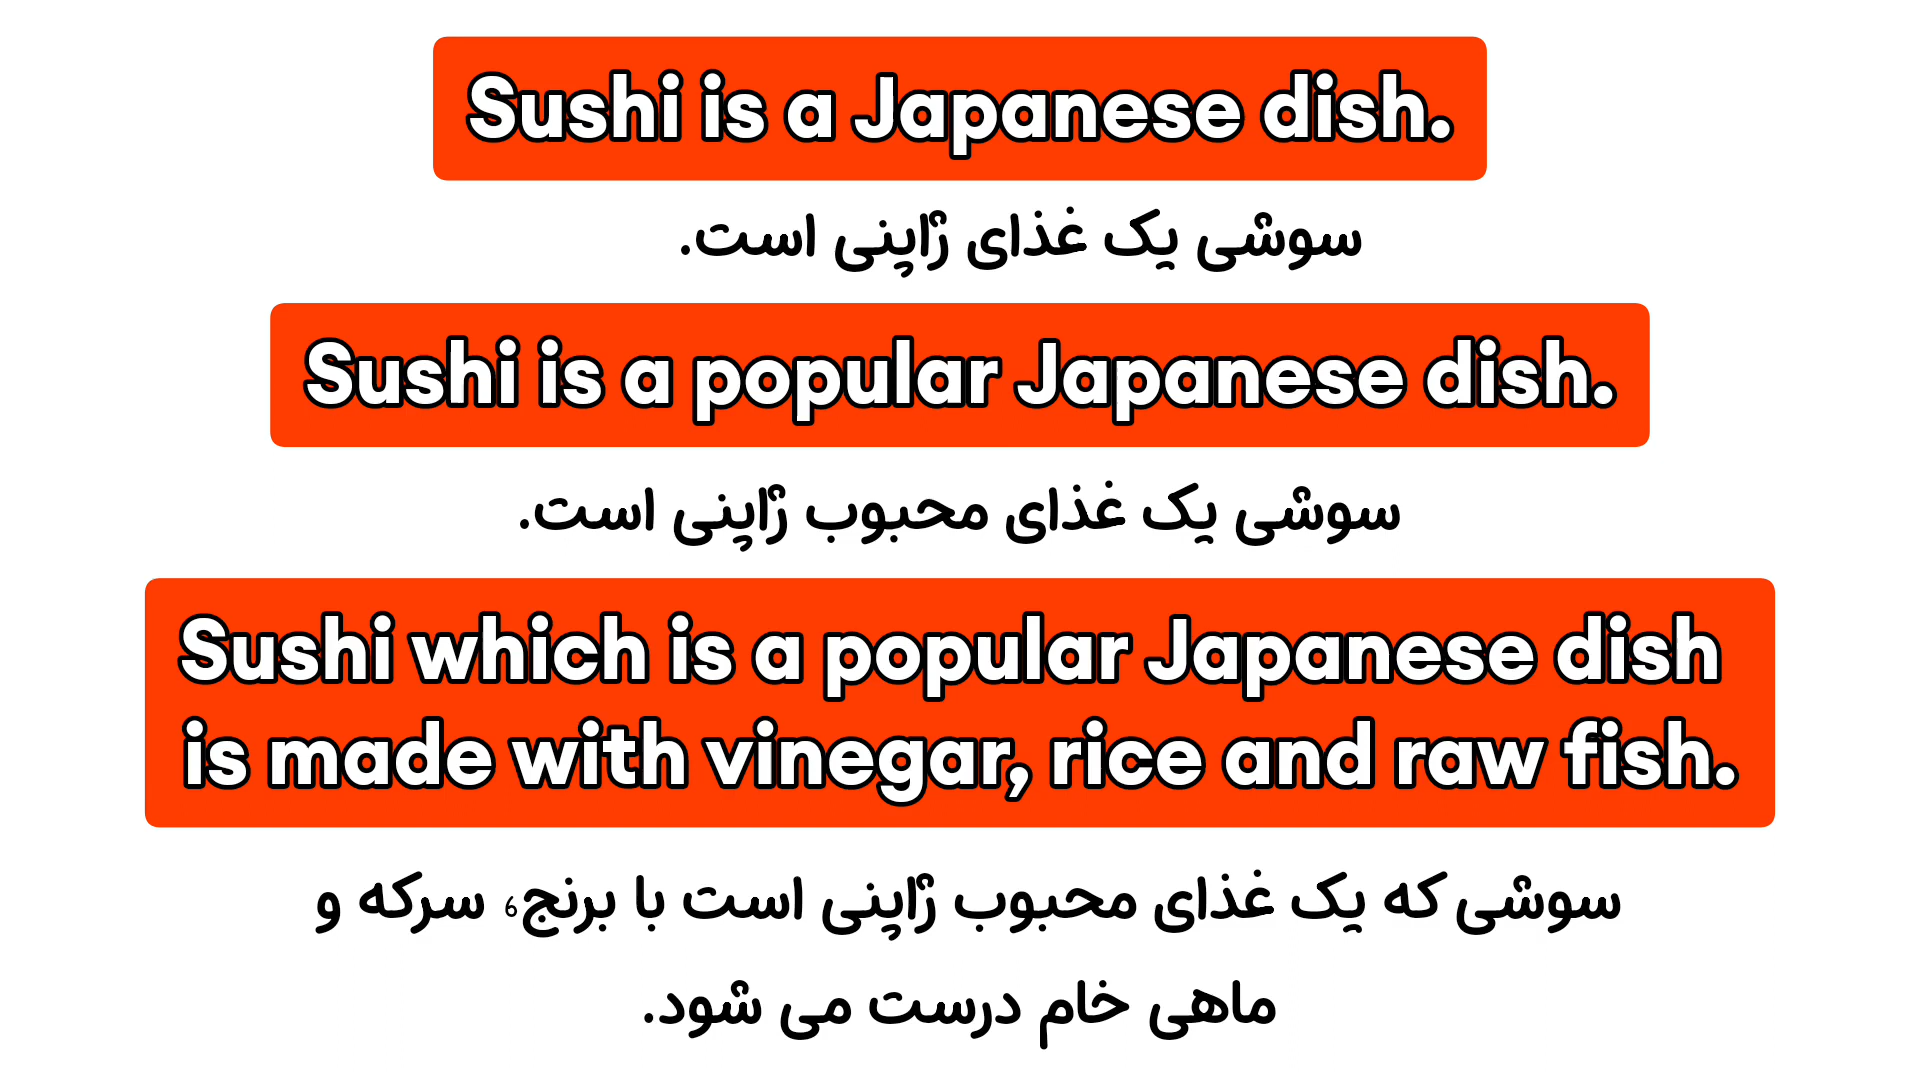 Sushi is a Japanese dish.
سوشی یک غذای ژاپنی است.
Sushi is a popular Japanese dish.
سوشی یک غذای محبوب ژاپنی است.
Sushi which is a popular Japanese dish
is made with vinegar, rice and raw fish.
سوشی که یک غذای محبوب ژاپنی است با برنج، سرکه و
ماهی خام درست می شود.